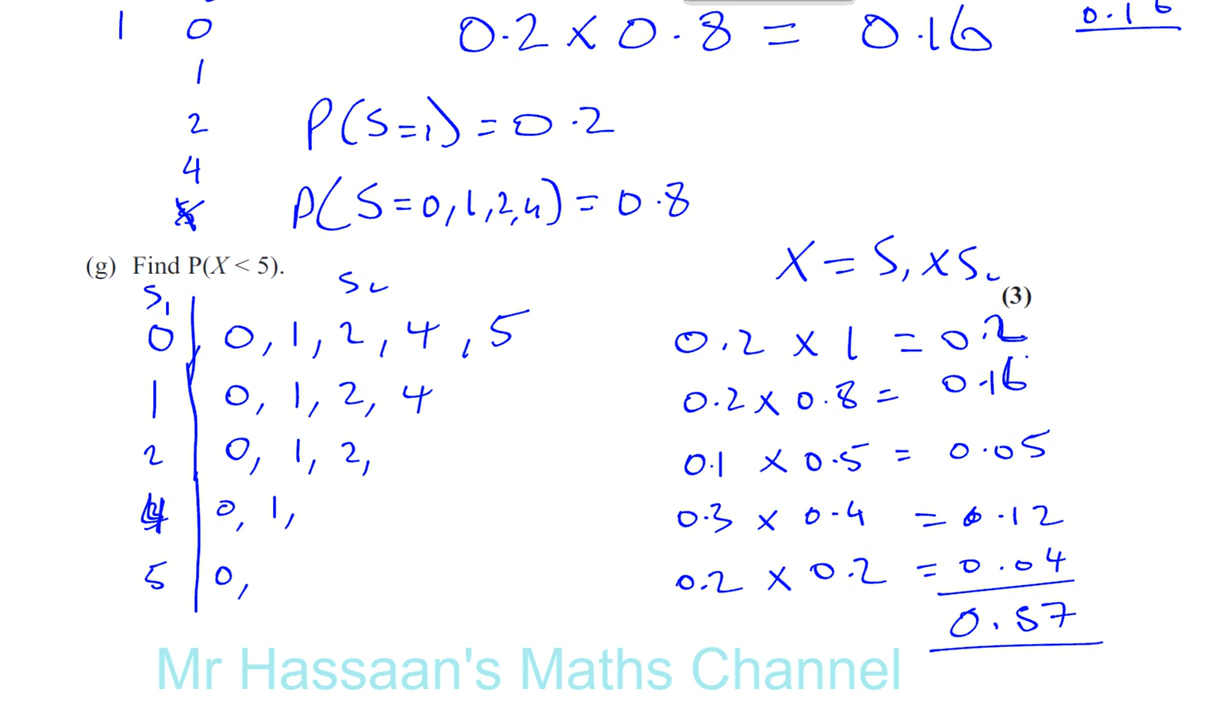 1 0 0.2 × 0.8 = 0.16 0.16
1
2 P(S=1) = 0.2
4
5 P(S=0,1,2,4) = 0.8
(g) Find P(X < 5).
X = S₁ × S₂
(3)
S₁ S₂
0 0, 1, 2, 4, 5 0.2 × 1 = 0.2
1 0, 1, 2, 4 0.2 × 0.8 = 0.16
2 0, 1, 2, 0.1 × 0.5 = 0.05
4 0, 1, 0.3 × 0.4 = 0.12
5 0, 0.2 × 0.2 = 0.04
0.57
Mr Hassaan's Maths Channel